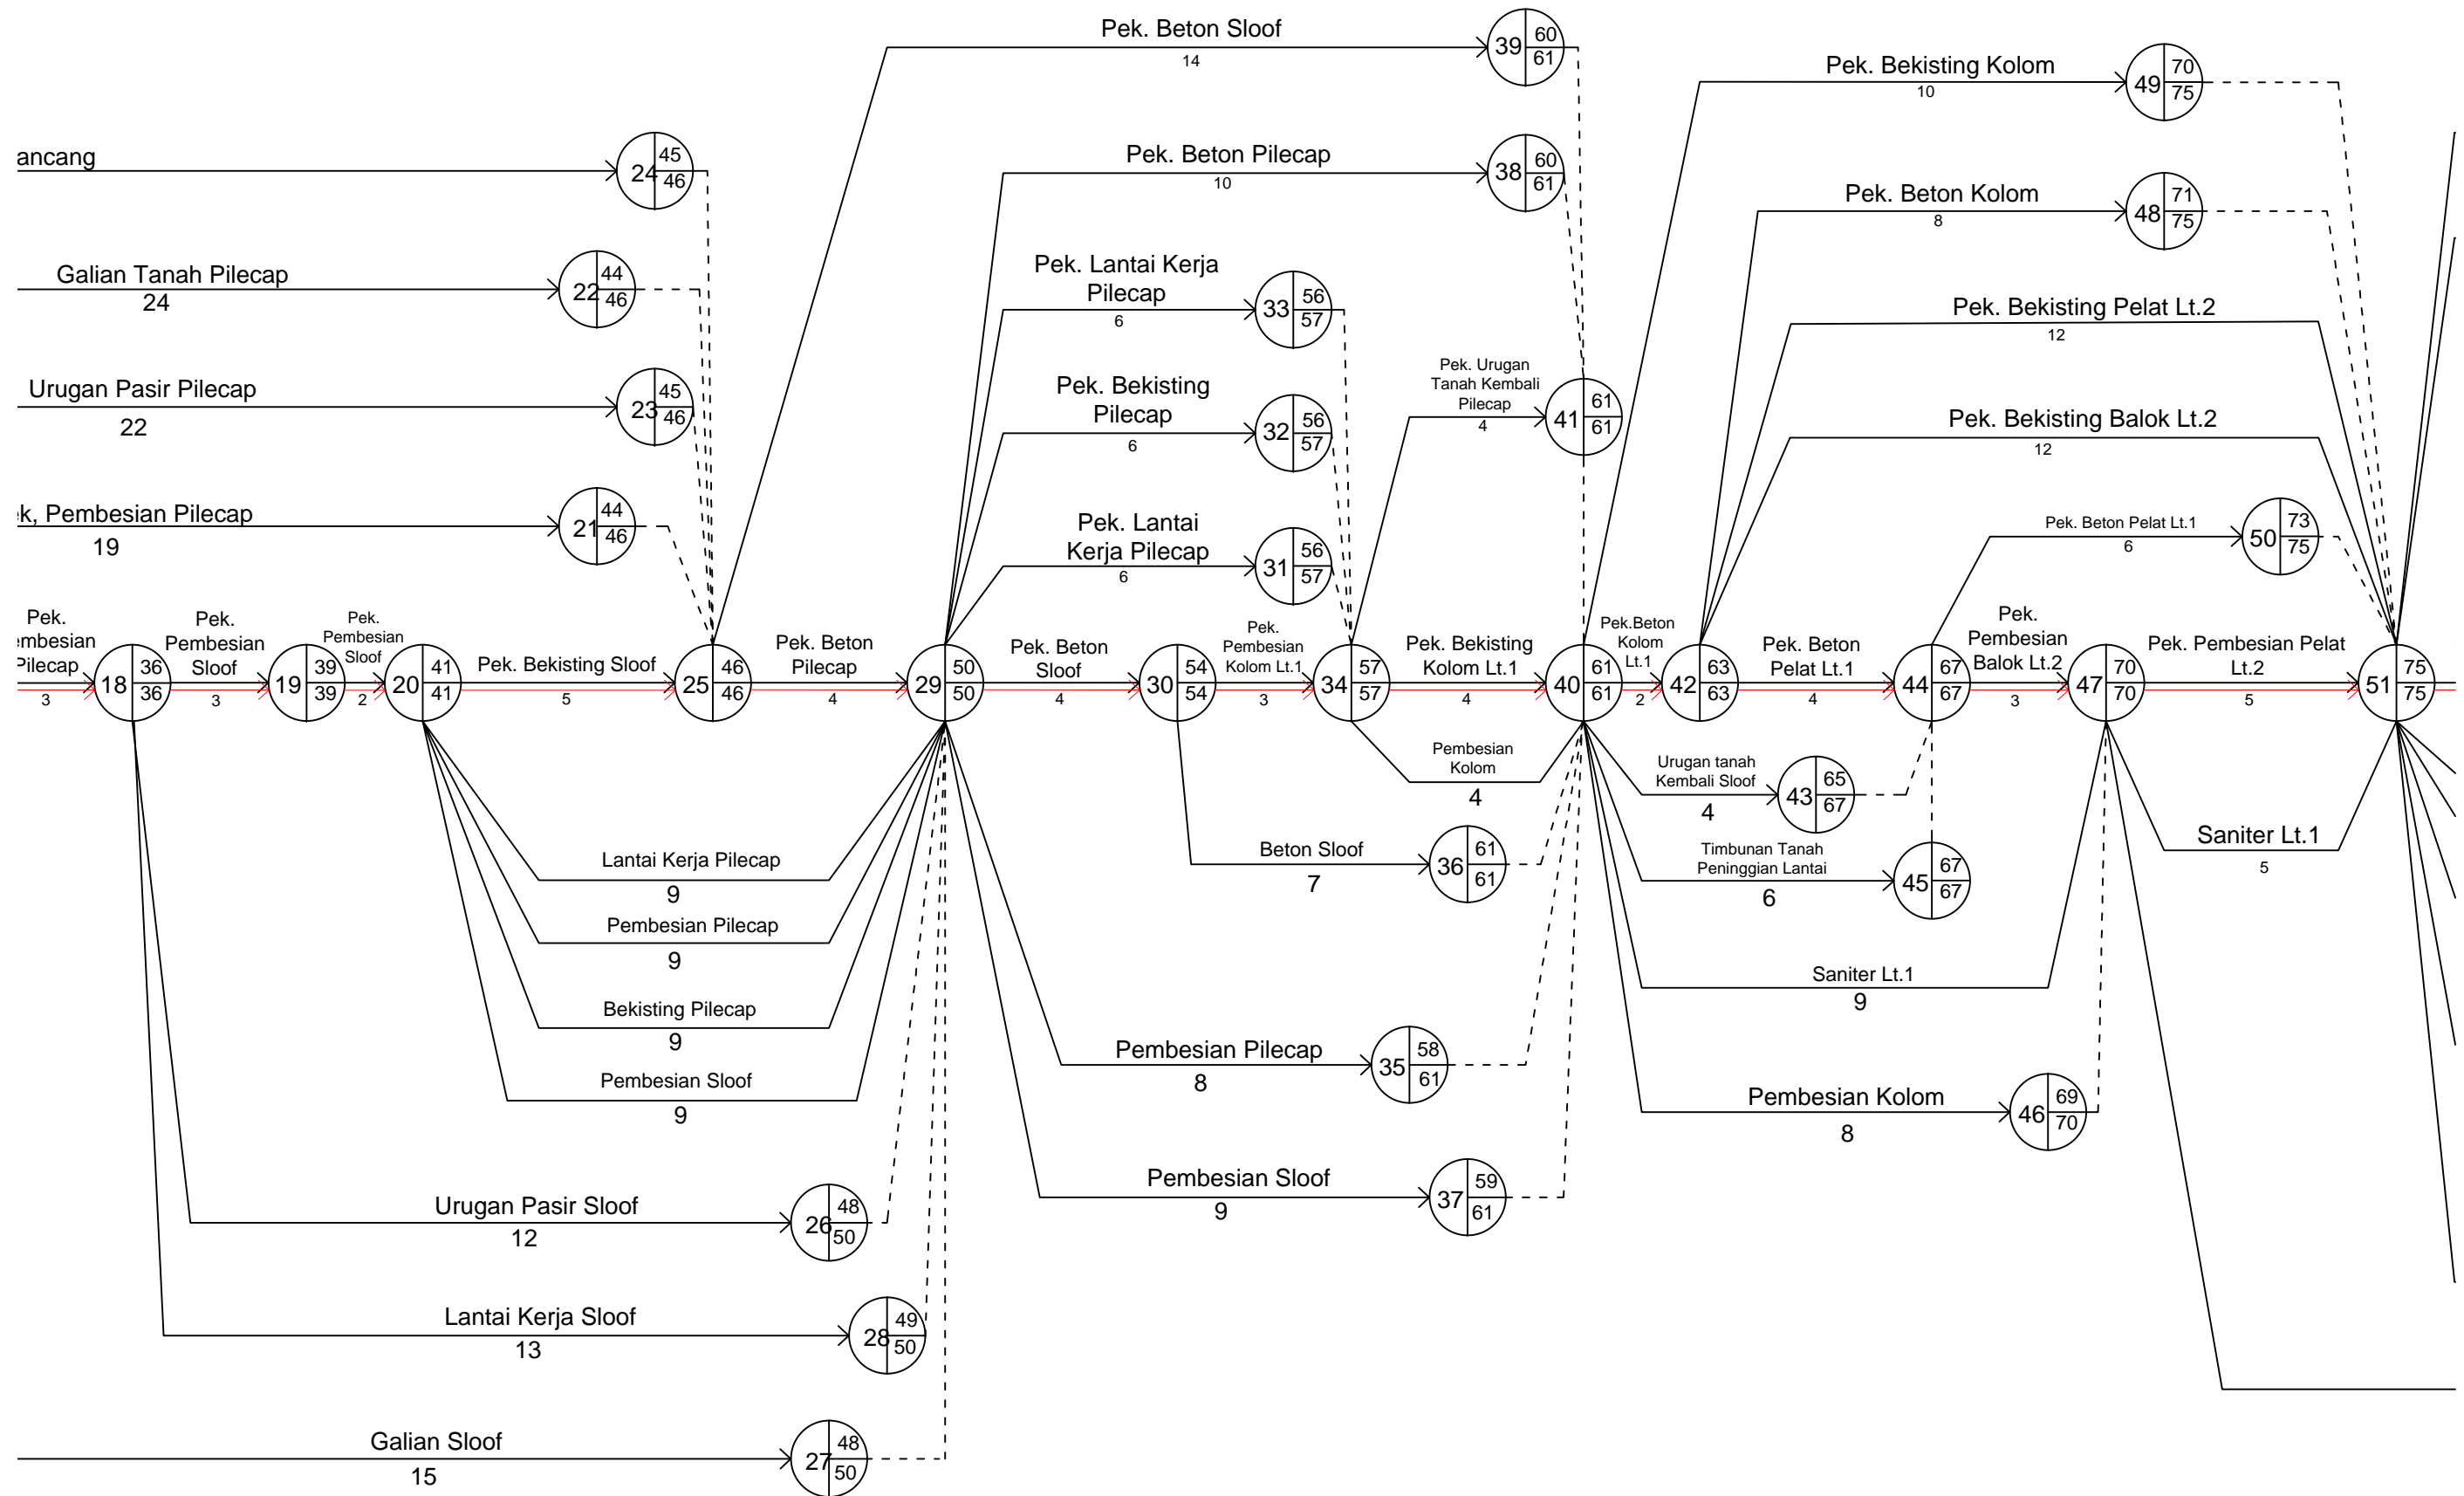 Pek. Beton Sloof
14
39
60
61
Pek. Bekisting Kolom
10
49
70
75
ancang
24
45
46
Pek. Beton Pilecap
10
38
60
61
Pek. Beton Kolom
8
48
71
75
Galian Tanah Pilecap
24
22
44
46
Pek. Lantai Kerja
Pilecap
6
33
56
57
Pek. Bekisting Pelat Lt.2
12
Urugan Pasir Pilecap
22
23
45
46
Pek. Bekisting
Pilecap
6
32
56
57
Pek. Urugan
Tanah Kembali
Pilecap
4
41
61
61
Pek. Bekisting Balok Lt.2
12
k, Pembesian Pilecap
19
21
44
46
Pek. Lantai
Kerja Pilecap
6
31
56
57
Pek. Beton Pelat Lt.1
6
50
73
75
Pek.
embesian
Pilecap
3
18
36
36
Pek.
Pembesian
Sloof
3
19
39
39
Pek.
Pembesian
Sloof
2
20
41
41
Pek. Bekisting Sloof
5
25
46
46
Pek. Beton
Pilecap
4
29
50
50
Pek. Beton
Sloof
4
30
54
54
Pek.
Pembesian
Kolom Lt.1
3
34
57
57
Pek. Bekisting
Kolom Lt.1
4
40
61
61
Pek.Beton
Kolom
Lt.1
2
42
63
63
Pek. Beton
Pelat Lt.1
4
44
67
67
Pek.
Pembesian
Balok Lt.2
3
47
70
70
Pek. Pembesian Pelat
Lt.2
5
51
75
75
Pembesian
Kolom
4
Urugan tanah
Kembali Sloof
4
43
65
67
Lantai Kerja Pilecap
9
Beton Sloof
7
36
61
61
Timbunan Tanah
Peninggian Lantai
6
45
67
67
Saniter Lt.1
5
Pembesian Pilecap
9
Saniter Lt.1
9
Bekisting Pilecap
9
Pembesian Pilecap
8
35
58
61
Pembesian Sloof
9
Pembesian Kolom
8
46
69
70
Urugan Pasir Sloof
12
26
48
50
Pembesian Sloof
9
37
59
61
Lantai Kerja Sloof
13
28
49
50
Galian Sloof
15
27
48
50